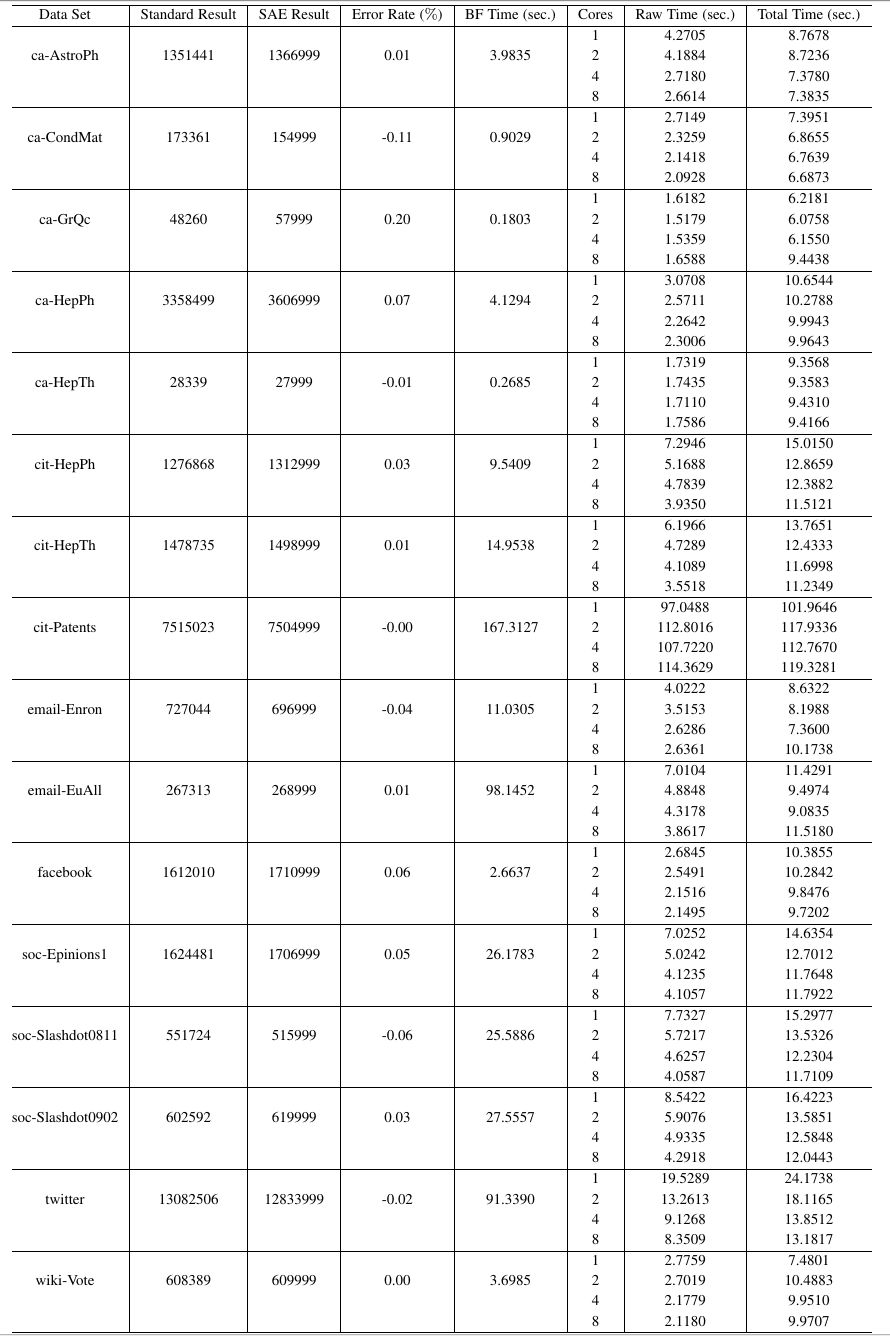 Data Set Standard Result SAE Result Error Rate (%) BF Time (sec.) Cores Raw Time (sec.) Total Time (sec.)
1 4.2705 8.7678
ca-AstroPh 1351441 1366999 0.01 3.9835 2 4.1884 8.7236
4 2.7180 7.3780
8 2.6614 7.3835
1 2.7149 7.3951
ca-CondMat 173361 154999 -0.11 0.9029 2 2.3259 6.8655
4 2.1418 6.7639
8 2.0928 6.6873
1 1.6182 6.2181
ca-GrQc 48260 57999 0.20 0.1803 2 1.5179 6.0758
4 1.5359 6.1550
8 1.6588 9.4438
1 3.0708 10.6544
ca-HepPh 3358499 3606999 0.07 4.1294 2 2.5711 10.2788
4 2.2642 9.9943
8 2.3006 9.9643
1 1.7319 9.3568
ca-HepTh 28339 27999 -0.01 0.2685 2 1.7435 9.3583
4 1.7110 9.4310
8 1.7586 9.4166
1 7.2946 15.0150
cit-HepPh 1276868 1312999 0.03 9.5409 2 5.1688 12.8659
4 4.7839 12.3882
8 3.9350 11.5121
1 6.1966 13.7651
cit-HepTh 1478735 1498999 0.01 14.9538 2 4.7289 12.4333
4 4.1089 11.6998
8 3.5518 11.2349
1 97.0488 101.9646
cit-Patents 7515023 7504999 -0.00 167.3127 2 112.8016 117.9336
4 107.7220 112.7670
8 114.3629 119.3281
1 4.0222 8.6322
email-Enron 727044 696999 -0.04 11.0305 2 3.5153 8.1988
4 2.6286 7.3600
8 2.6361 10.1738
1 7.0104 11.4291
email-EuAll 267313 268999 0.01 98.1452 2 4.8848 9.4974
4 4.3178 9.0835
8 3.8617 11.5180
1 2.6845 10.3855
facebook 1612010 1710999 0.06 2.6637 2 2.5491 10.2842
4 2.1516 9.8476
8 2.1495 9.7202
1 7.0252 14.6354
soc-Epinions1 1624481 1706999 0.05 26.1783 2 5.0242 12.7012
4 4.1235 11.7648
8 4.1057 11.7922
1 7.7327 15.2977
soc-Slashdot0811 551724 515999 -0.06 25.5886 2 5.7217 13.5326
4 4.6257 12.2304
8 4.0587 11.7109
1 8.5422 16.4223
soc-Slashdot0902 602592 619999 0.03 27.5557 2 5.9076 13.5851
4 4.9335 12.5848
8 4.2918 12.0443
1 19.5289 24.1738
twitter 13082506 12833999 -0.02 91.3390 2 13.2613 18.1165
4 9.1268 13.8512
8 8.3509 13.1817
1 2.7759 7.4801
wiki-Vote 608389 609999 0.00 3.6985 2 2.7019 10.4883
4 2.1779 9.9510
8 2.1180 9.9707